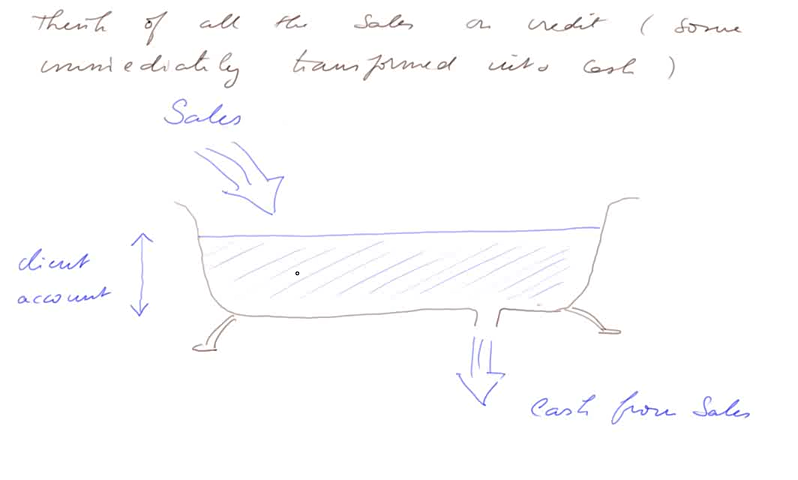 Think of all the sales on credit ( some
immediately transformed into cash )
Sales
client
account
Cash from Sales